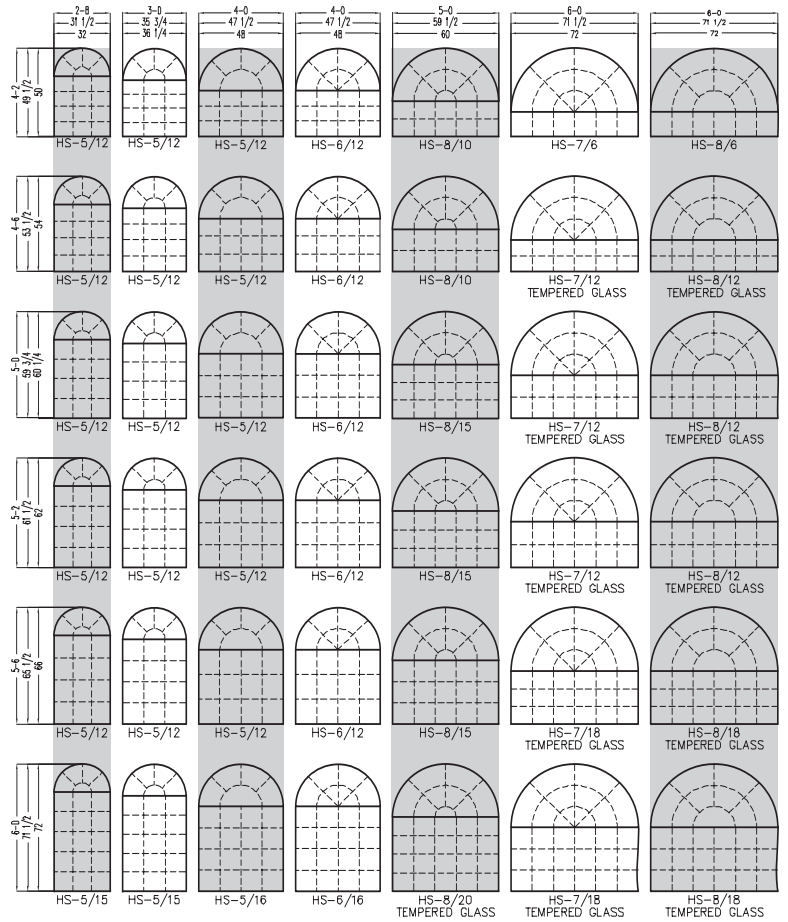 2-8 3-0 4-0 4-0 5-0 6-0 6-0
31 1/2 35 3/4 47 1/2 47 1/2 59 1/2 71 1/2 71 1/2
32 36 1/4 48 48 60 72 72
4-2
49 1/2
50
HS-5/12 HS-5/12 HS-5/12 HS-6/12 HS-8/10 HS-7/6 HS-8/6
4-6
53 1/2
54
HS-5/12 HS-5/12 HS-5/12 HS-6/12 HS-8/10 HS-7/12 HS-8/12
TEMPERED GLASS TEMPERED GLASS
5-0
59 3/4
60 1/4
HS-5/12 HS-5/12 HS-5/12 HS-6/12 HS-8/15 HS-7/12 HS-8/12
TEMPERED GLASS TEMPERED GLASS
5-2
61 1/2
62
HS-5/12 HS-5/12 HS-5/12 HS-6/12 HS-8/15 HS-7/12 HS-8/12
TEMPERED GLASS TEMPERED GLASS
5-6
65 1/2
66
HS-5/12 HS-5/12 HS-5/12 HS-6/12 HS-8/15 HS-7/18 HS-8/18
TEMPERED GLASS TEMPERED GLASS
6-0
71 1/2
72
HS-5/15 HS-5/15 HS-5/16 HS-6/16 HS-8/20 HS-7/18 HS-8/18
TEMPERED GLASS TEMPERED GLASS TEMPERED GLASS